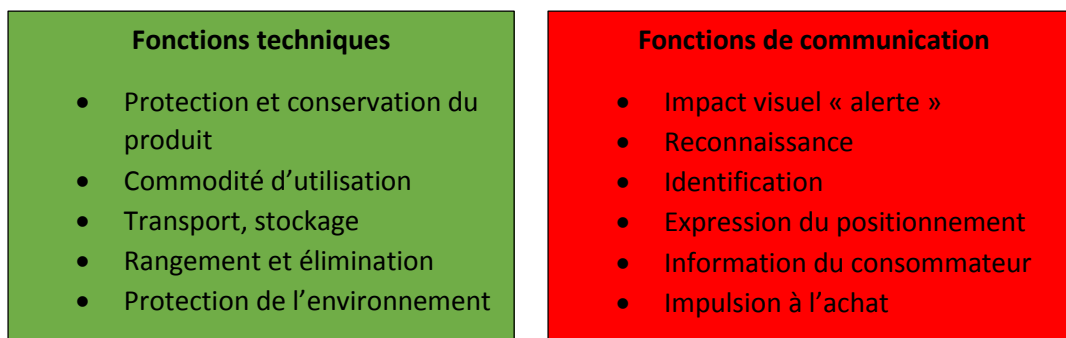 Fonctions techniques
• Protection et conservation du
produit
• Commodité d’utilisation
• Transport, stockage
• Rangement et élimination
• Protection de l’environnement
Fonctions de communication
• Impact visuel « alerte »
• Reconnaissance
• Identification
• Expression du positionnement
• Information du consommateur
• Impulsion à l’achat